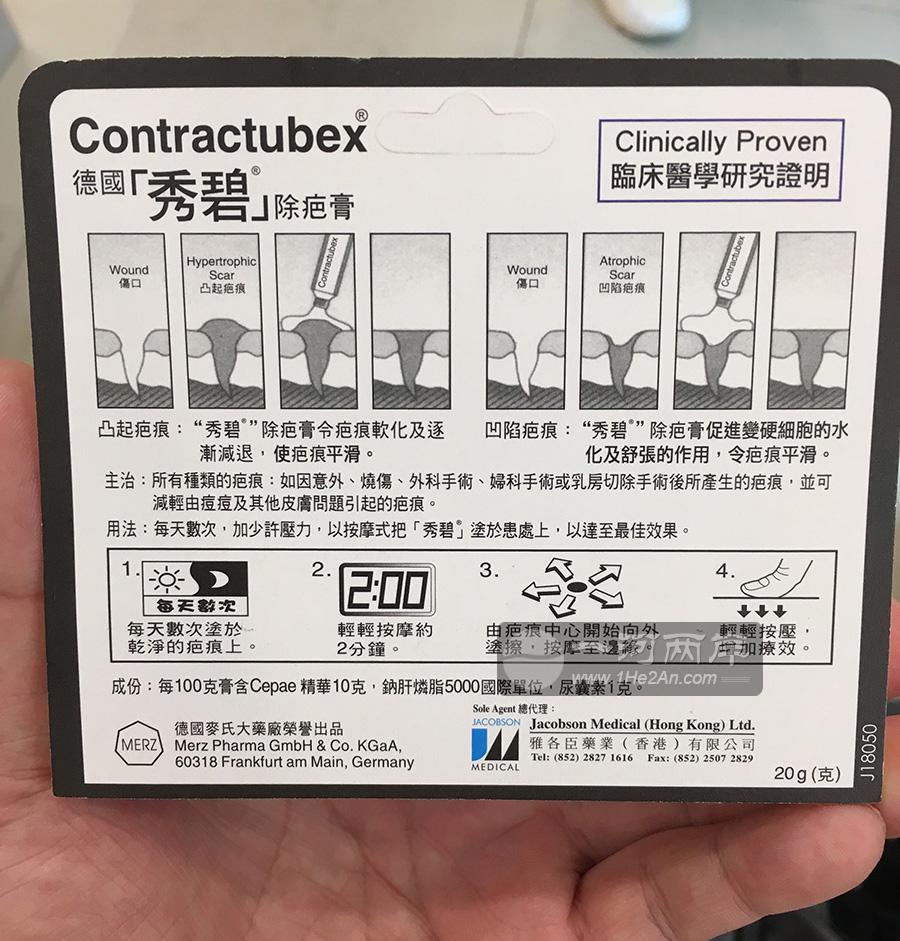 Contractubex®
德國「秀碧®」除疤膏
Clinically Proven
臨床醫學研究證明
Wound
傷口
Hypertrophic
Scar
凸起疤痕
Contractubex
Wound
傷口
Atrophic
Scar
凹陷疤痕
Contractubex
凸起疤痕：“秀碧®”除疤膏令疤痕軟化及逐
漸減退，使疤痕平滑。
凹陷疤痕：“秀碧®”除疤膏促進變硬細胞的水
化及舒張的作用，令疤痕平滑。
主治：所有種類的疤痕：如因意外、燒傷、外科手術、婦科手術或乳房切除手術後所產生的疤痕，並可
減輕由痘痘及其他皮膚問題引起的疤痕。
用法：每天數次，加少許壓力，以按摩式把「秀碧®」塗於患處上，以達至最佳效果。
1.
每天數次
每天數次塗於
乾淨的疤痕上。
2.
2:00
輕輕按摩約
2分鐘。
3.
由疤痕中心開始向外
塗擦，按摩至邊緣。
4.
輕輕按壓，
增加療效。
www.1He2An.com
成份：每100克膏含Cepae 精華10克，鈉肝燐脂5000國際單位，尿囊素1克。
MERZ
德國麥氏大藥廠榮譽出品
Merz Pharma GmbH & Co. KGaA,
60318 Frankfurt am Main, Germany
Sole Agent 總代理：
JACOBSON
MEDICAL
Jacobson Medical (Hong Kong) Ltd.
雅各臣藥業（香港）有限公司
Tel: (852) 2827 1616 Fax: (852) 2507 2829
20g (克)
J18050